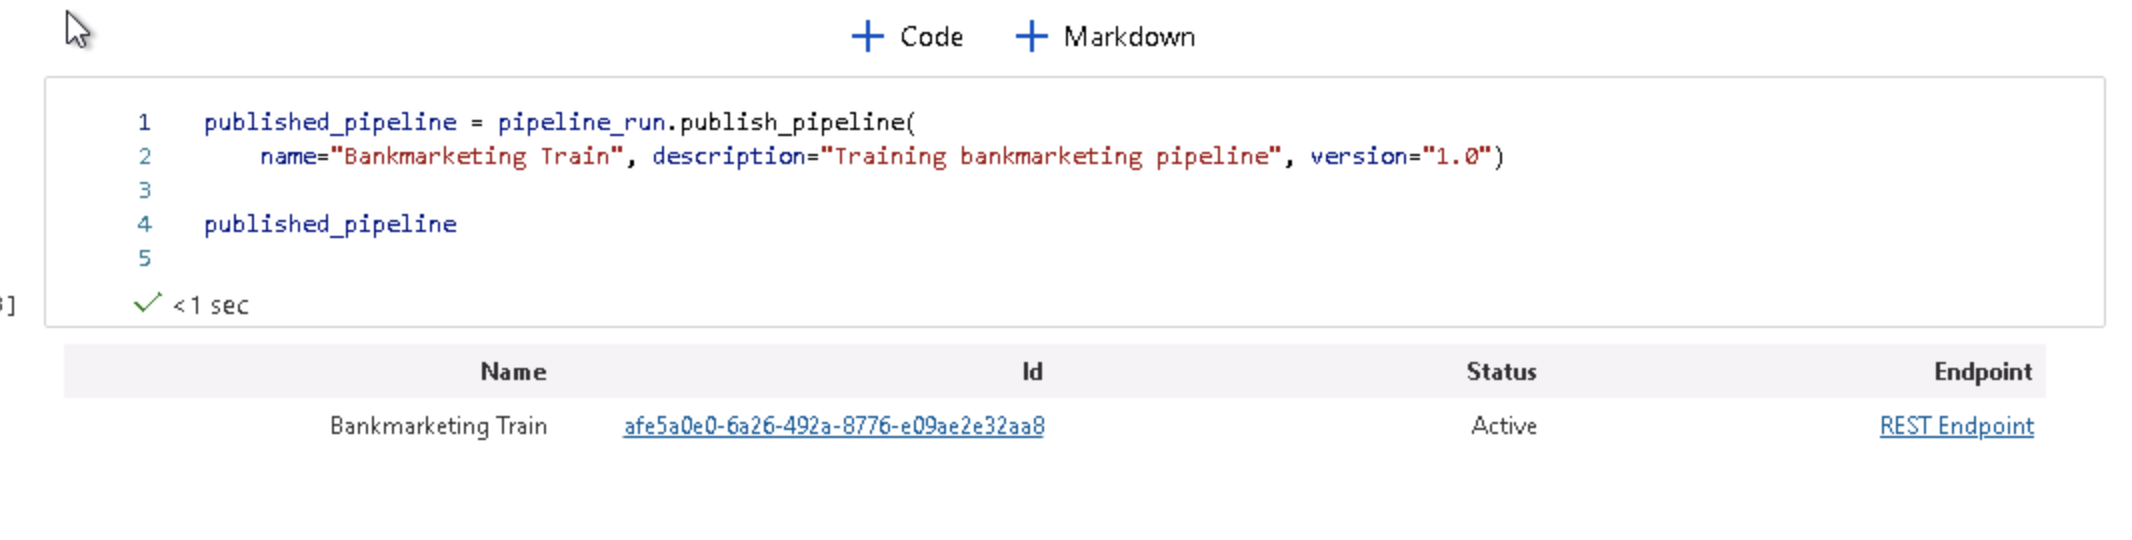 + Code + Markdown
1 published_pipeline = pipeline_run.publish_pipeline(
2 name="Bankmarketing Train", description="Training bankmarketing pipeline", version="1.0")
3
4 published_pipeline
5
] ✓ <1 sec
Name Id Status Endpoint
Bankmarketing Train afe5a0e0-6a26-492a-8776-e09ae2e32aa8 Active REST Endpoint